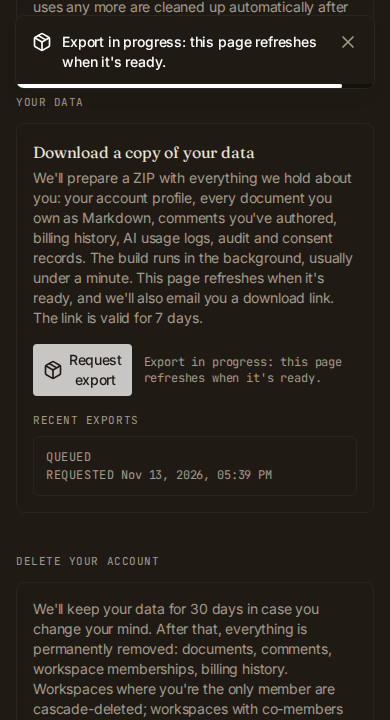 uses any more are cleaned up automatically after
Export in progress: this page refreshes
when it's ready.
YOUR DATA
Download a copy of your data
We'll prepare a ZIP with everything we hold about
you: your account profile, every document you
own as Markdown, comments you've authored,
billing history, AI usage logs, audit and consent
records. The build runs in the background, usually
under a minute. This page refreshes when it's
ready, and we'll also email you a download link.
The link is valid for 7 days.
Request
export
Export in progress: this page
refreshes when it's ready.
RECENT EXPORTS
QUEUED
REQUESTED Nov 13, 2026, 05:39 PM
DELETE YOUR ACCOUNT
We'll keep your data for 30 days in case you
change your mind. After that, everything is
permanently removed: documents, comments,
workspace memberships, billing history.
Workspaces where you're the only member are
cascade-deleted; workspaces with co-members